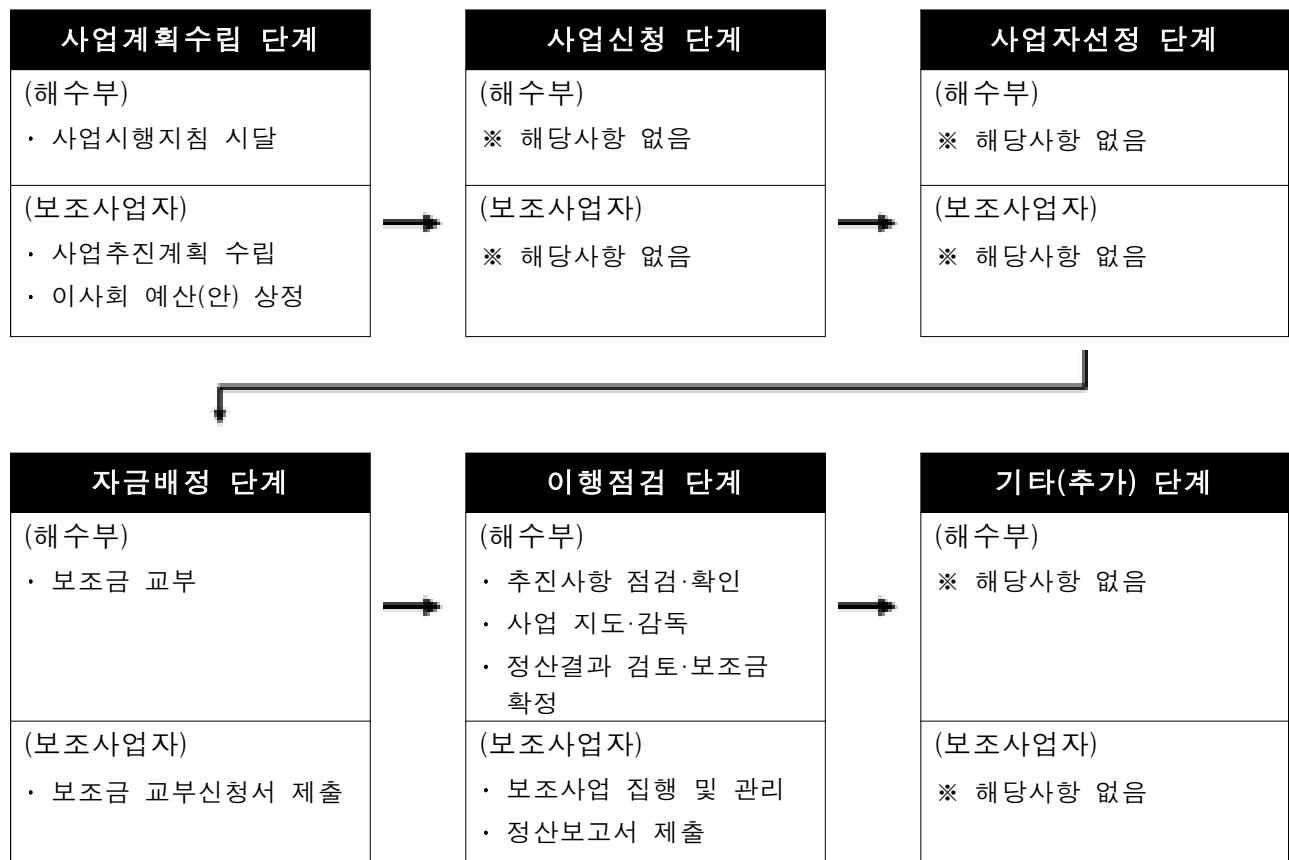 사업계획수립 단계
(해수부)
· 사업시행지침 시달
(보조사업자)
· 사업추진계획 수립
· 이사회 예산(안) 상정
사업신청 단계
(해수부)
※ 해당사항 없음
(보조사업자)
※ 해당사항 없음
사업자선정 단계
(해수부)
※ 해당사항 없음
(보조사업자)
※ 해당사항 없음
자금배정 단계
(해수부)
· 보조금 교부
(보조사업자)
· 보조금 교부신청서 제출
이행점검 단계
(해수부)
· 추진사항 점검·확인
· 사업 지도·감독
· 정산결과 검토·보조금
확정
(보조사업자)
· 보조사업 집행 및 관리
· 정산보고서 제출
기타(추가) 단계
(해수부)
※ 해당사항 없음
(보조사업자)
※ 해당사항 없음